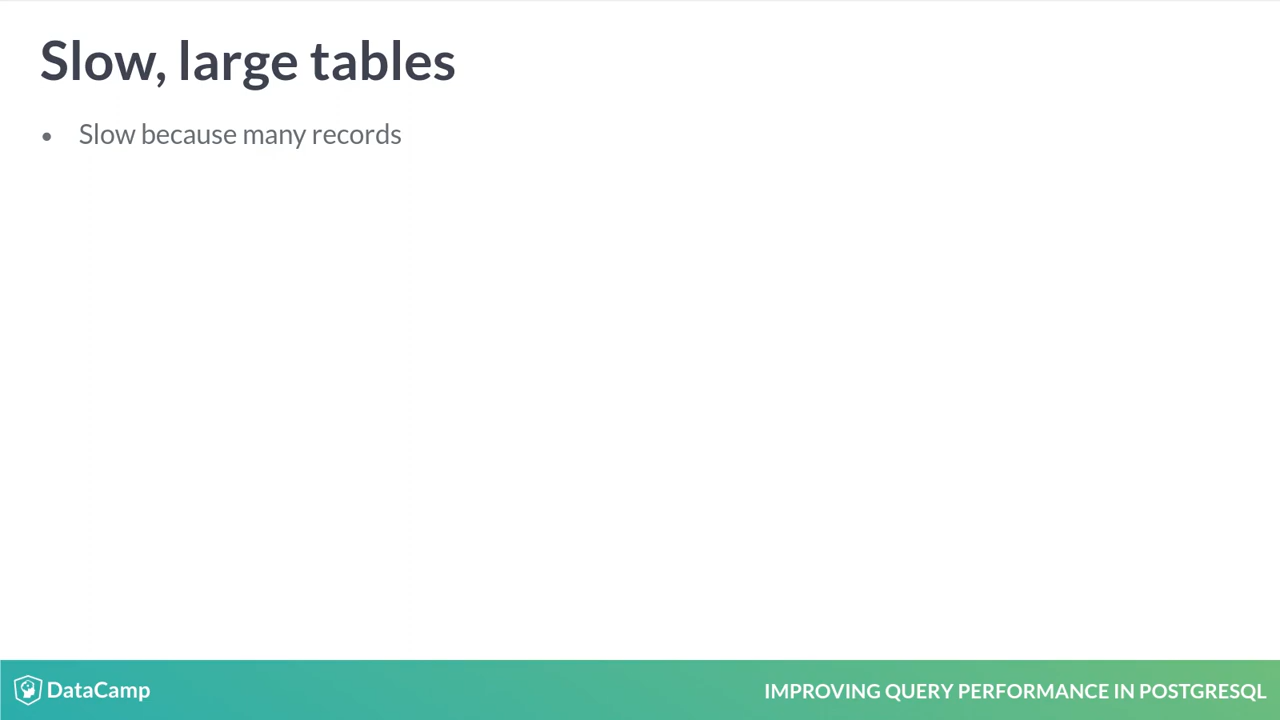 Slow, large tables
• Slow because many records
DataCamp
IMPROVING QUERY PERFORMANCE IN POSTGRESQL